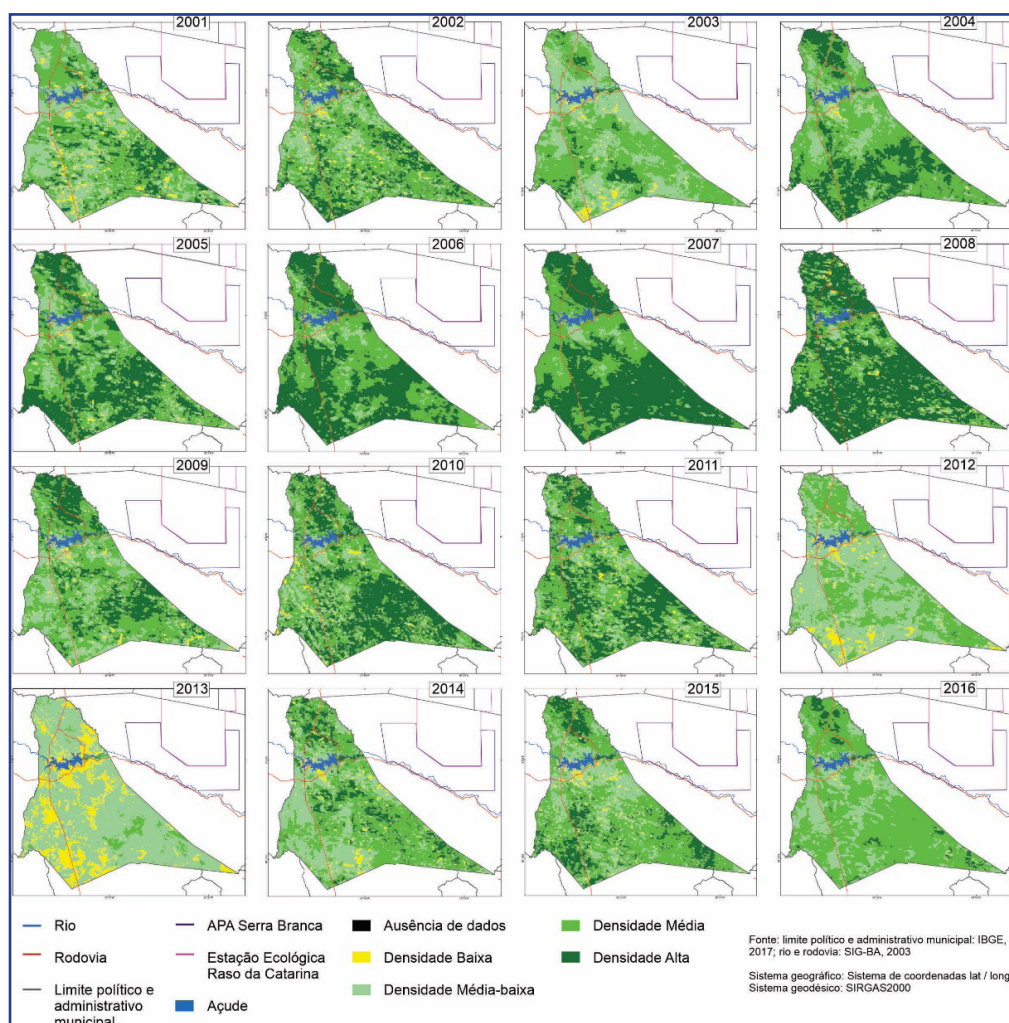 2001
2002
2003
2004
2005
2006
2007
2008
2009
2010
2011
2012
2013
2014
2015
2016
Rio
Rodovia
Limite político e
administrativo
municipal
APA Serra Branca
Estação Ecológica
Raso da Catarina
Açude
Ausência de dados
Densidade Baixa
Densidade Média-baixa
Densidade Média
Densidade Alta
Fonte: limite político e administrativo municipal: IBGE,
2017; rio e rodovia: SIG-BA, 2003
Sistema geográfico: Sistema de coordenadas lat / long
Sistema geodésico: SIRGAS2000